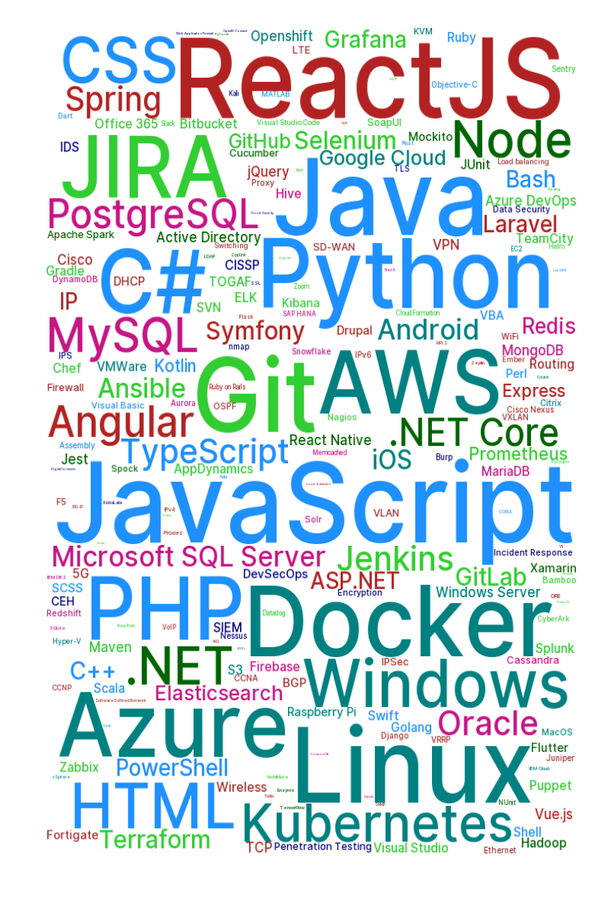 Openshift
Grafana
KVM
Ruby
CSS
ReactJS
LTE
Sentry
Spring
Kali
MATLAB
Objective-C
Dart
Office 365
Slack
Bitbucket
Visual Studio Code
SoapUI
IDS
JIRA
GitHub
Selenium
Mockito
Node
Cucumber
Google Cloud
JUnit
Load balancing
jQuery
TLS
Proxy
Java
Bash
Hive
Azure DevOps
PostgreSQL
Data Security
Laravel
Apache Spark
Active Directory
TeamCity
Switching
SD-WAN
VPN
EC2
Helm
Cisco
C#
CISSP
Python
Gradle
DynamoDB
DHCP
TOGAF
SSL
Zoom
IP
SVN
ELK
Kibana
SAP HANA
CloudFormation
VBA
MySQL
Symfony
Flask
Drupal
Android
Redis
nmap
WiFi
IPS
Snowflake
IPv6
MongoDB
Chef
VMWare
Kotlin
AWS
Ember
Routing
Perl
Firewall
Ansible
Ruby on Rails
Git
Express
Visual Basic
Aurora
OSPF
Citrix
Cisco Nexus
Angular
Nagios
VXLAN
.NET Core
Assembly
TypeScript
React Native
Jest
Memcached
iOS
Burp
Prometheus
Spock
AppDynamics
MariaDB
JavaScript
F5
IPv4
Solr
VLAN
Proxies
Microsoft SQL Server
Jenkins
Incident Response
5G
DevSecOps
ASP.NET
GitLab
Xamarin
Bamboo
SCSS
PHP
Encryption
Windows Server
CEH
Redshift
Datadog
Docker
CyberArk
VoIP
SIEM
Nessus
Hyper-V
Maven
.NET
Splunk
C++
S3
Firebase
IPSec
Cassandra
CCNP
Scala
CCNA
BGP
Windows
Elasticsearch
Azure
Raspberry Pi
Swift
Golang
Oracle
MacOS
Django
VRRP
Linux
Flutter
Juniper
Zabbix
PowerShell
HTML
Wireless
Puppet
NUnit
Kubernetes
Vue.js
Fortigate
Terraform
Shell
TCP
Penetration Testing
Visual Studio
Ethernet
Hadoop